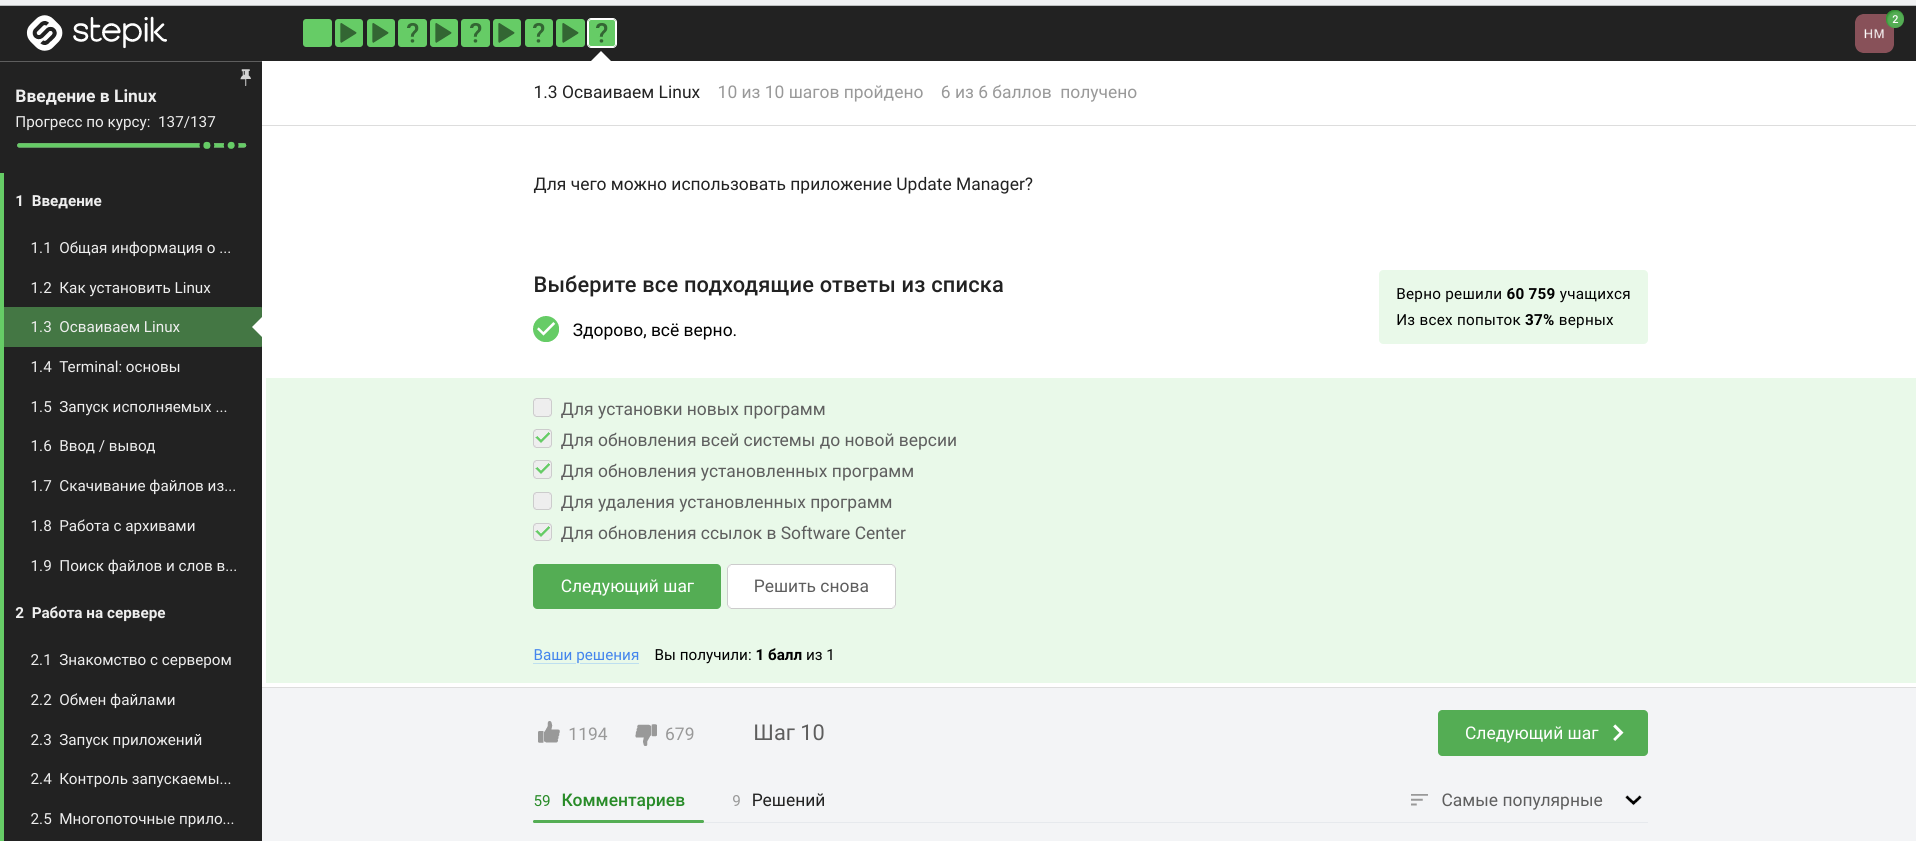 stepik
?
?
?
?
НМ
2
Введение в Linux
Прогресс по курсу: 137/137
1 Введение
1.1 Общая информация о ...
1.2 Как установить Linux
1.3 Осваиваем Linux
1.4 Terminal: основы
1.5 Запуск исполняемых ...
1.6 Ввод / вывод
1.7 Скачивание файлов из...
1.8 Работа с архивами
1.9 Поиск файлов и слов в...
2 Работа на сервере
2.1 Знакомство с сервером
2.2 Обмен файлами
2.3 Запуск приложений
2.4 Контроль запускаемы...
2.5 Многопоточные прило...
1.3 Осваиваем Linux 10 из 10 шагов пройдено 6 из 6 баллов получено
Для чего можно использовать приложение Update Manager?
Выберите все подходящие ответы из списка
Здорово, всё верно.
Верно решили 60 759 учащихся
Из всех попыток 37% верных
Для установки новых программ
Для обновления всей системы до новой версии
Для обновления установленных программ
Для удаления установленных программ
Для обновления ссылок в Software Center
Следующий шаг Решить снова
Ваши решения Вы получили: 1 балл из 1
1194 679 Шаг 10 Следующий шаг
59 Комментариев 9 Решений Самые популярные